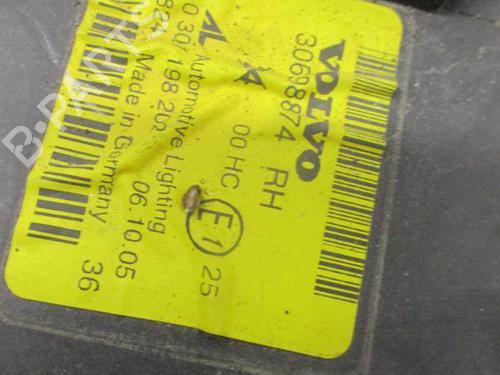 VOLVO
30698874 RH
A
00 HC E1 25
Automotive Lighting
0 301 198 202
Made in Germany
06.10.05
36
B-PARTS